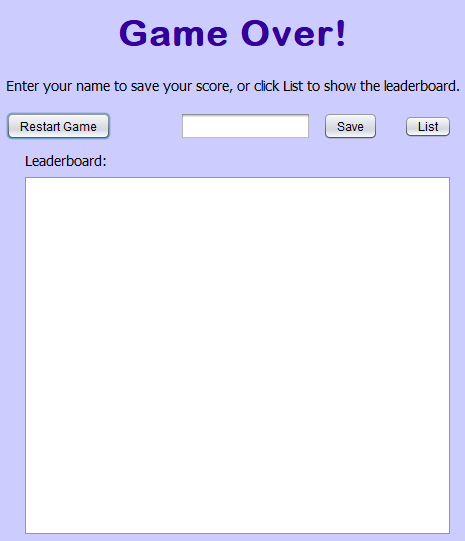 Game Over!
Enter your name to save your score, or click List to show the leaderboard.
Restart Game Save List
Leaderboard: